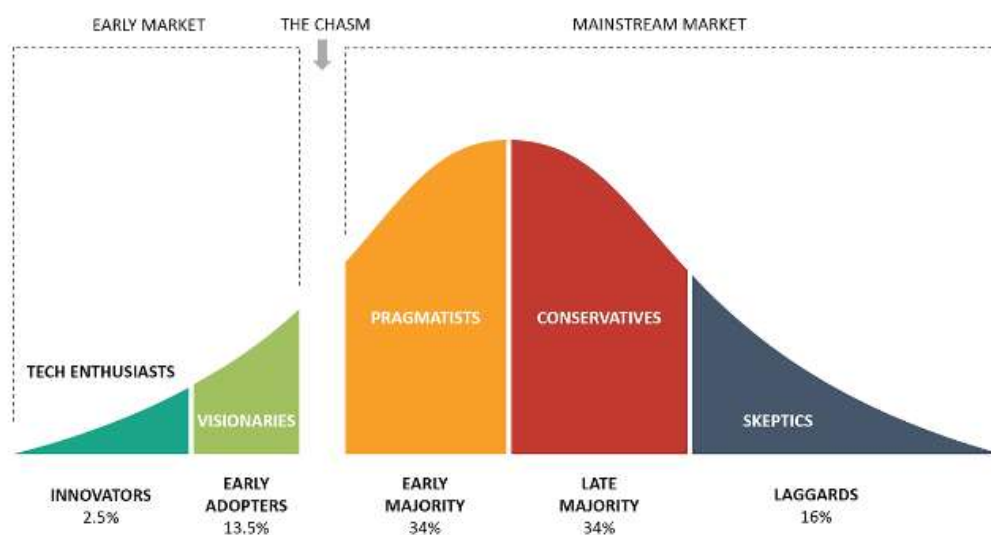 EARLY MARKET
THE CHASM
MAINSTREAM MARKET
TECH ENTHUSIASTS
VISIONARIES
PRAGMATISTS
CONSERVATIVES
SKEPTICS
INNOVATORS
2.5%
EARLY
ADOPTERS
13.5%
EARLY
MAJORITY
34%
LATE
MAJORITY
34%
LAGGARDS
16%